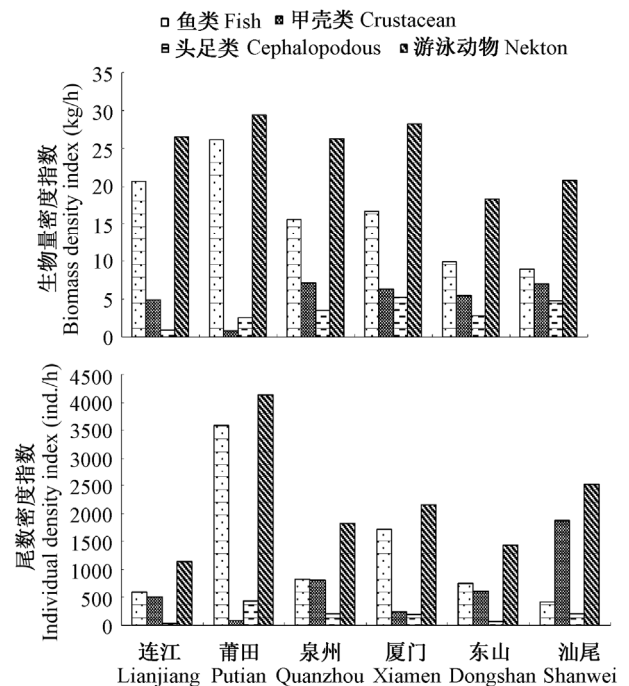 鱼类 Fish 甲壳类 Crustacean
头足类 Cephalopodous 游泳动物 Nekton
生物量密度指数
Biomass density index (kg/h)
35
30
25
20
15
10
5
0
尾数密度指数
Individual density index (ind./h)
4500
4000
3500
3000
2500
2000
1500
1000
500
0
连江 莆田 泉州 厦门 东山 汕尾
Lianjiang Putian Quanzhou Xiamen Dongshan Shanwei